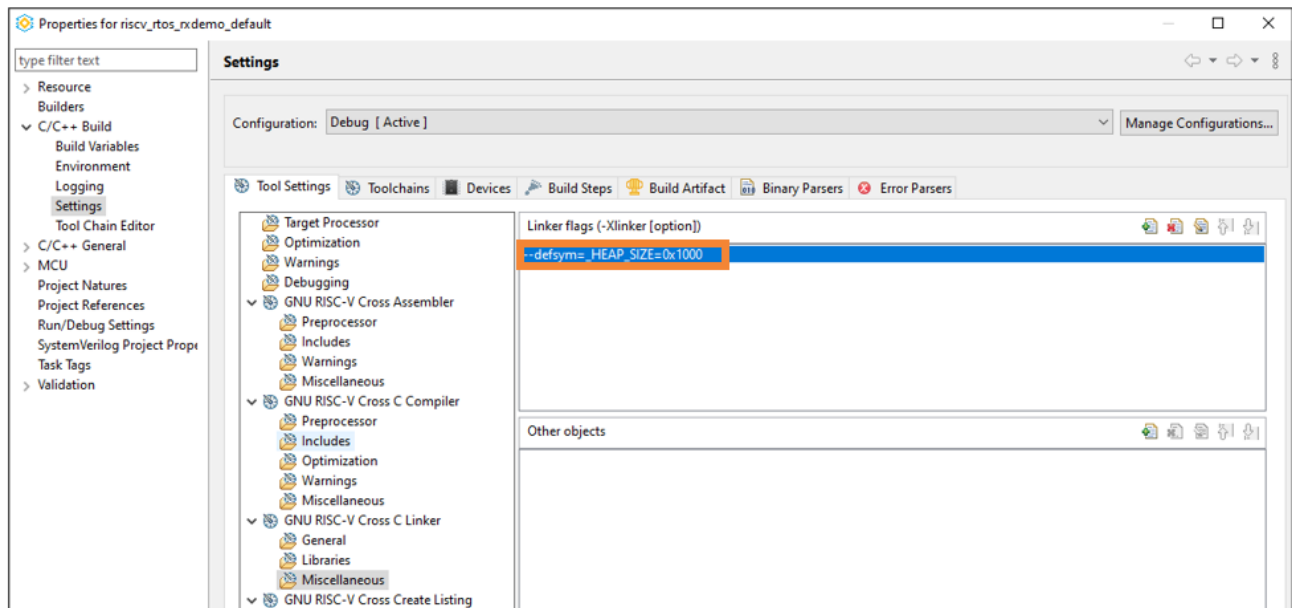 Properties for riscv_rtos_rxdemo_default
type filter text
Settings
Resource
Builders
C/C++ Build
Build Variables
Environment
Logging
Settings
Tool Chain Editor
C/C++ General
MCU
Project Natures
Project References
Run/Debug Settings
SystemVerilog Project Prope
Task Tags
Validation
Configuration: Debug [ Active ]
Manage Configurations...
Tool Settings Toolchains Devices Build Steps Build Artifact Binary Parsers Error Parsers
Target Processor
Optimization
Warnings
Debugging
GNU RISC-V Cross Assembler
Preprocessor
Includes
Warnings
Miscellaneous
GNU RISC-V Cross C Compiler
Preprocessor
Includes
Optimization
Warnings
Miscellaneous
GNU RISC-V Cross C Linker
General
Libraries
Miscellaneous
GNU RISC-V Cross Create Listing
Linker flags (-Xlinker [option])
--defsym=_HEAP_SIZE=0x1000
Other objects